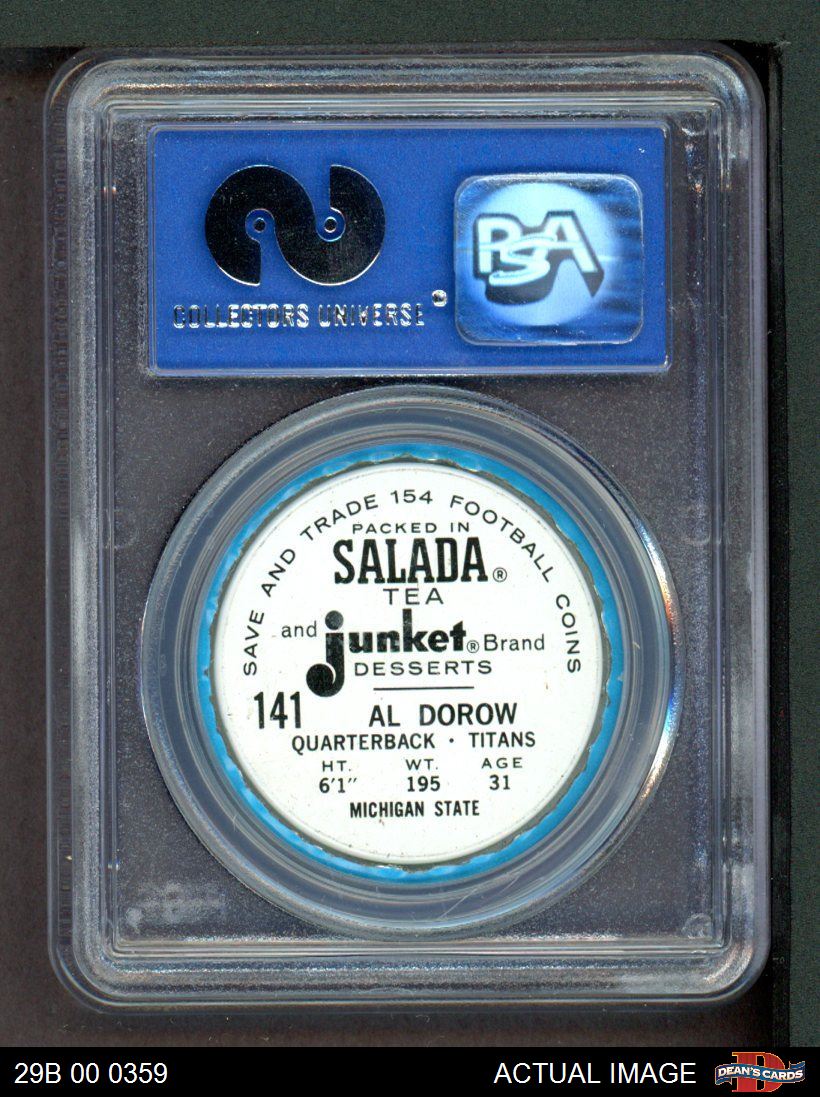 COLLECTORS UNIVERSE
PSA
SAVE AND TRADE 154 FOOTBALL COINS
PACKED IN
SALADA®
TEA
and junket® Brand
DESSERTS
141 AL DOROW
QUARTERBACK · TITANS
HT. WT. AGE
6'1" 195 31
MICHIGAN STATE
29B 00 0359 ACTUAL IMAGE DEAN'S CARDS